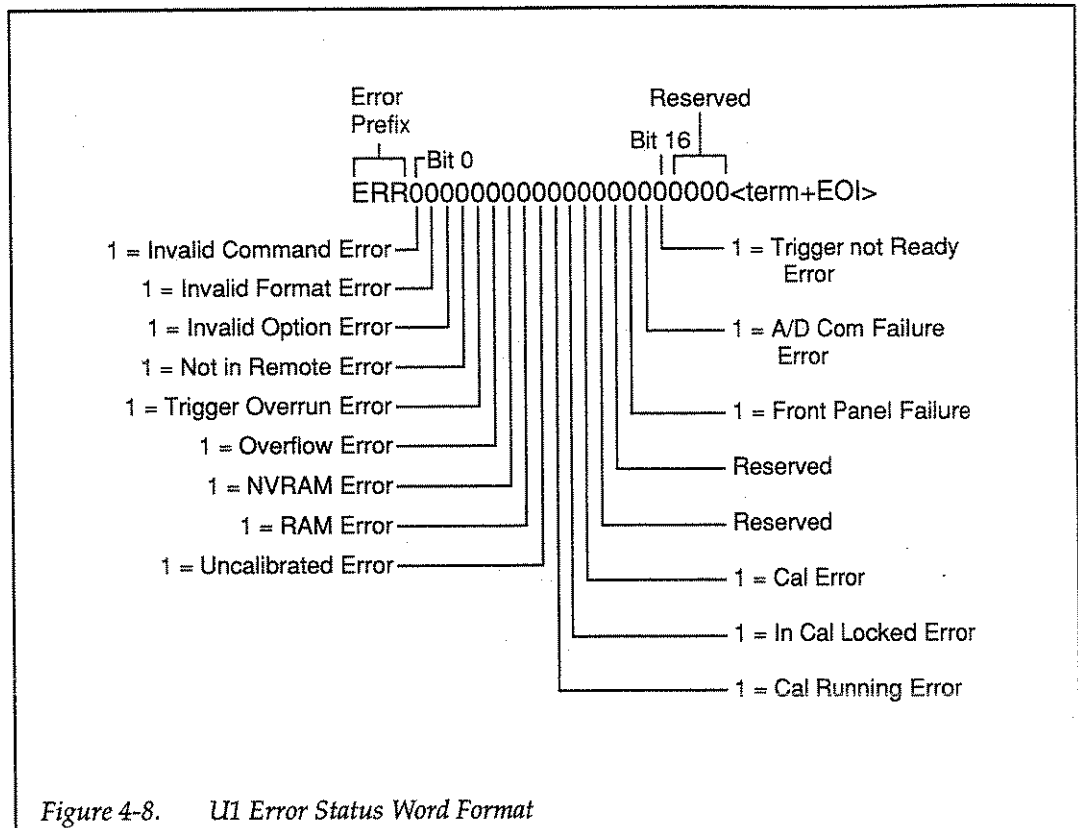 Error
Prefix
Reserved
Bit 0
Bit 16
ERR000000000000000000000<term+EOI>
1 = Invalid Command Error
1 = Invalid Format Error
1 = Invalid Option Error
1 = Not in Remote Error
1 = Trigger Overrun Error
1 = Overflow Error
1 = NVRAM Error
1 = RAM Error
1 = Uncalibrated Error
1 = Trigger not Ready
Error
1 = A/D Com Failure
Error
1 = Front Panel Failure
Reserved
Reserved
1 = Cal Error
1 = In Cal Locked Error
1 = Cal Running Error
Figure 4-8. U1 Error Status Word Format